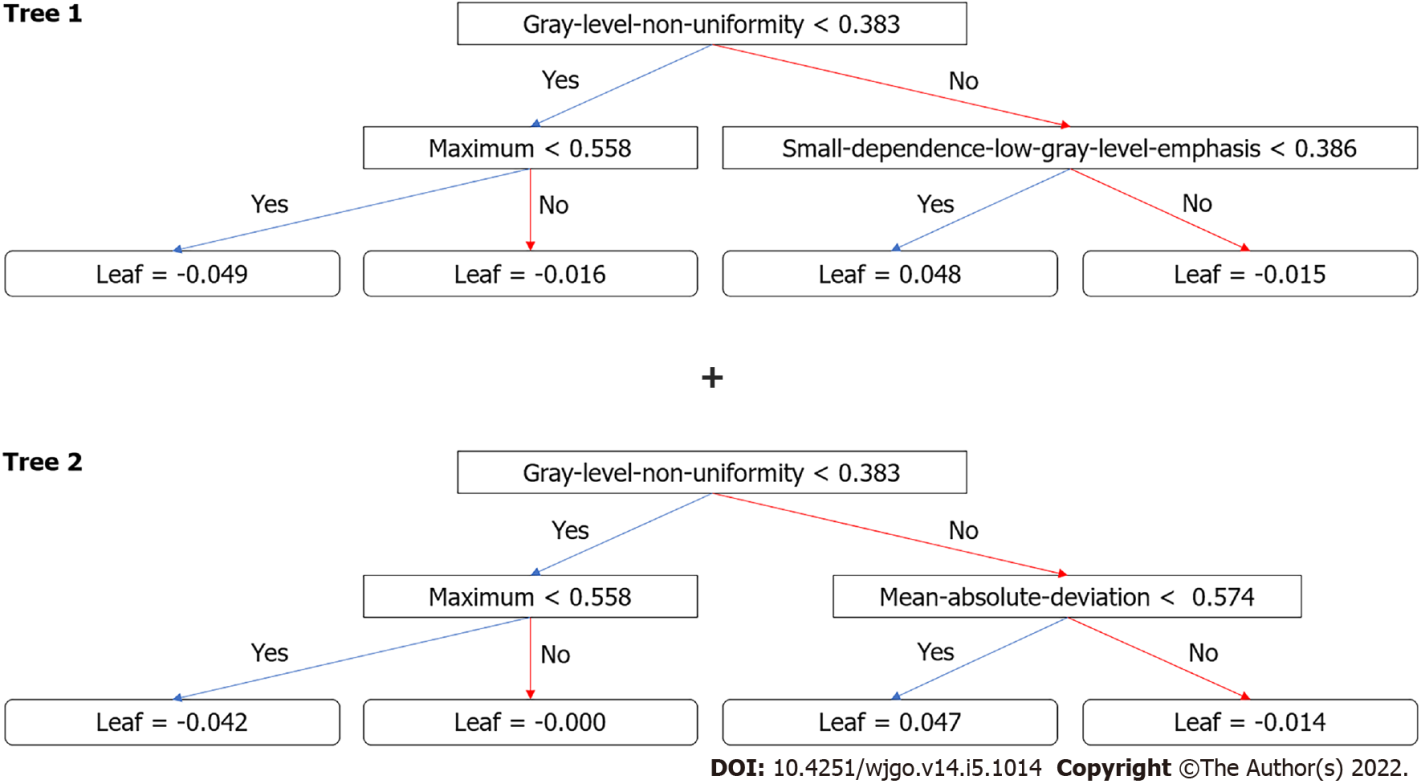 Tree 1
Gray-level-non-uniformity < 0.383
Yes
No
Maximum < 0.558
Small-dependence-low-gray-level-emphasis < 0.386
Yes
No
Yes
No
Leaf = -0.049
Leaf = -0.016
Leaf = 0.048
Leaf = -0.015
+
Tree 2
Gray-level-non-uniformity < 0.383
Yes
No
Maximum < 0.558
Mean-absolute-deviation < 0.574
Yes
No
Yes
No
Leaf = -0.042
Leaf = -0.000
Leaf = 0.047
Leaf = -0.014
DOI: 10.4251/wjgo.v14.i5.1014 Copyright ©The Author(s) 2022.